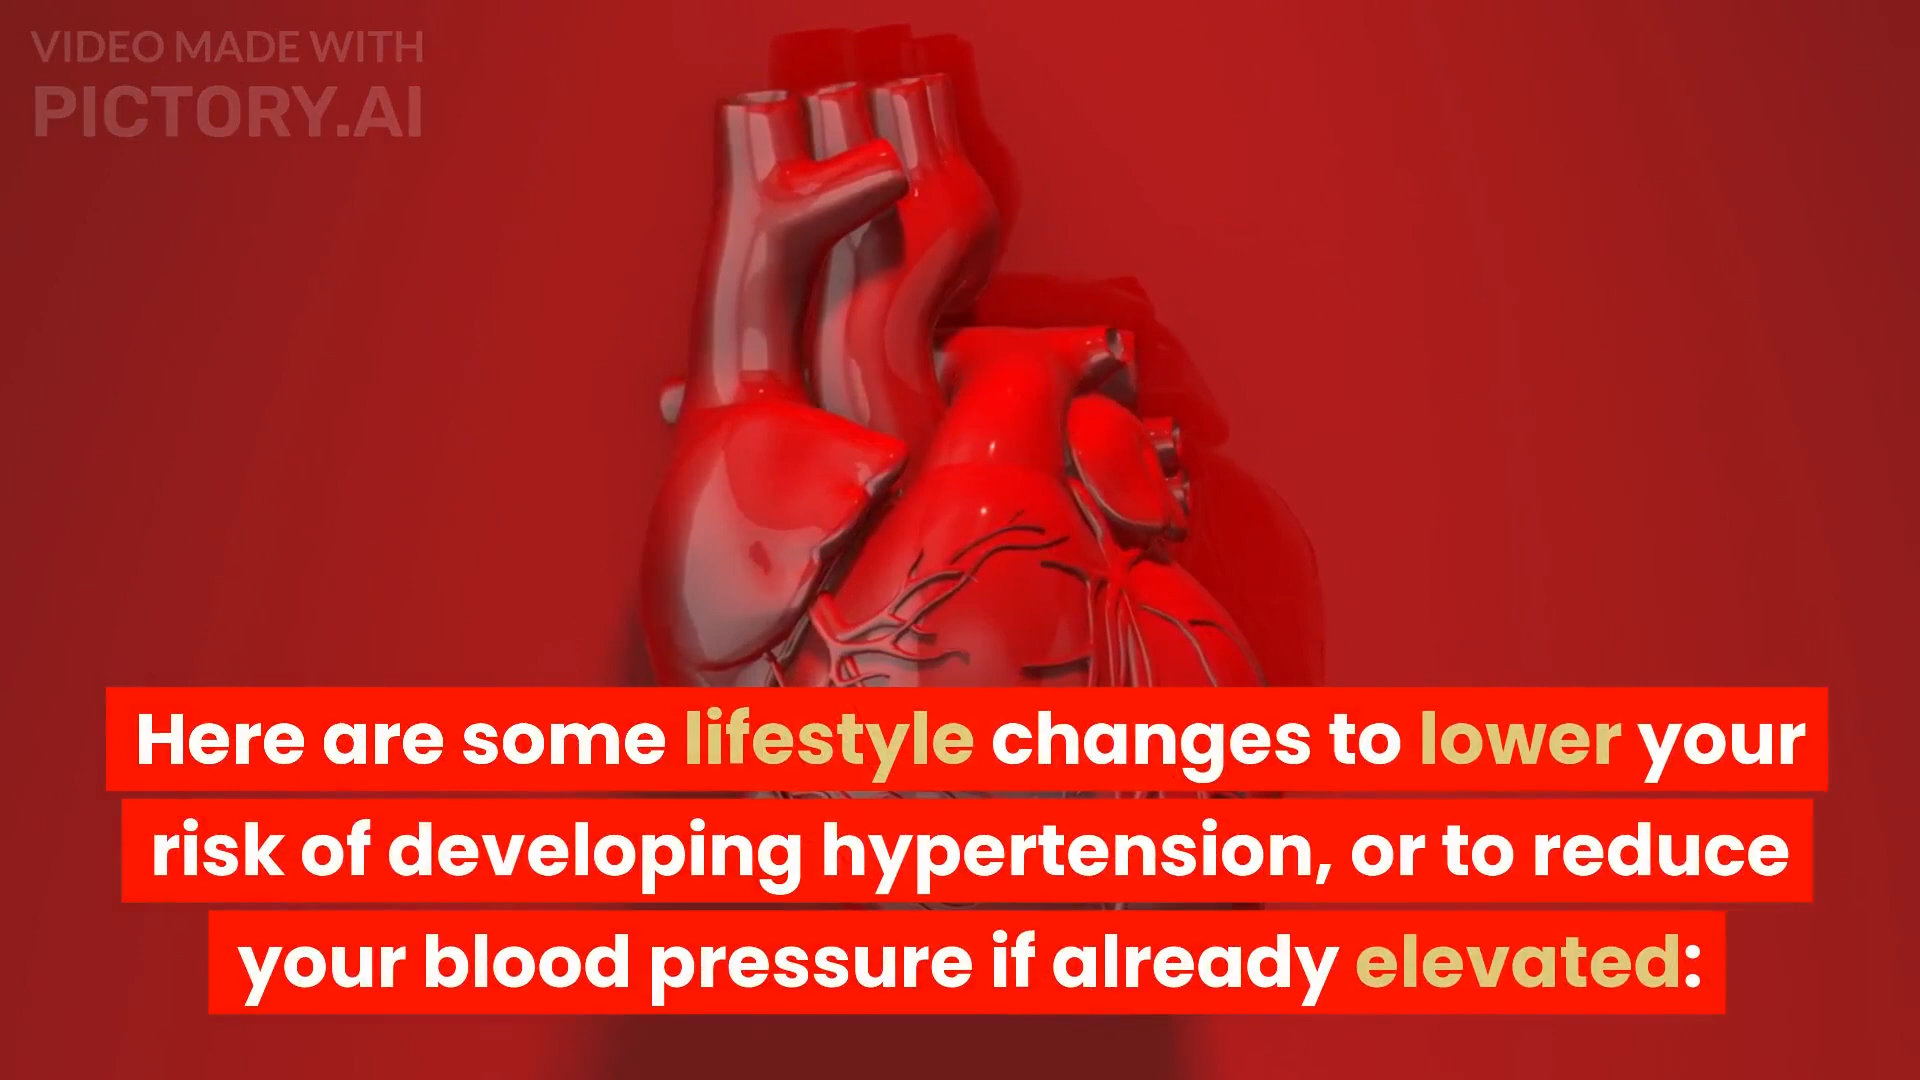 VIDEO MADE WITH
PICTORY.AI
Here are some lifestyle changes to lower your
risk of developing hypertension, or to reduce
your blood pressure if already elevated: